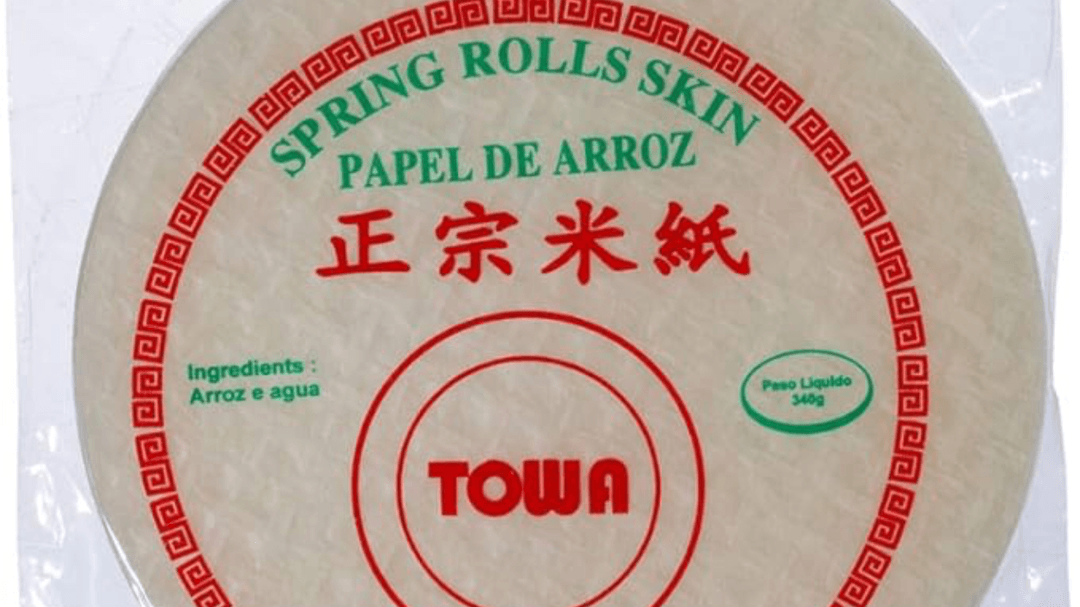 SPRING ROLLS SKIN
PAPEL DE ARROZ
正宗米紙
Ingredients :
Arroz e agua
Peso Liquido
340g
TOWA